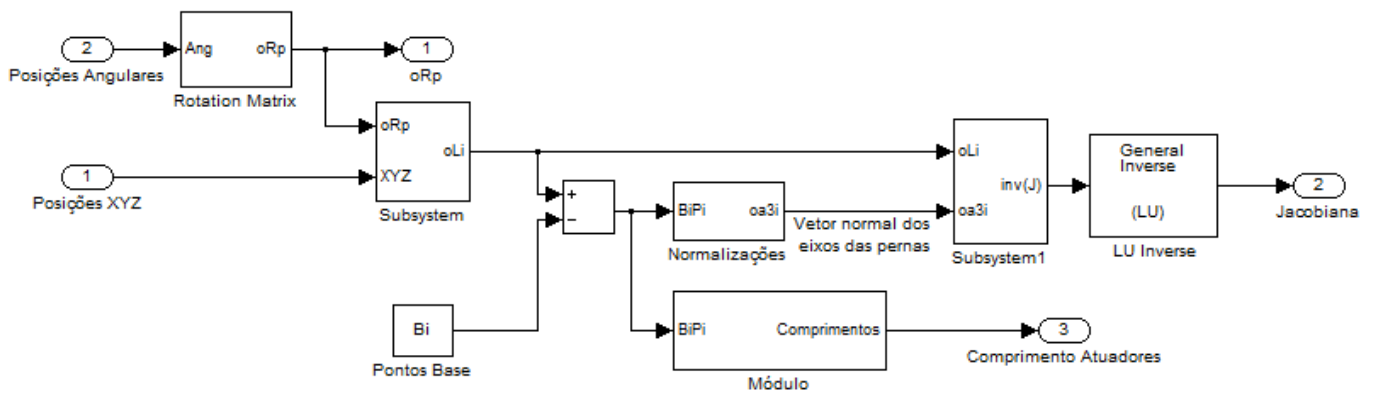 2
Posições Angulares
Ang
oRp
Rotation Matrix
1
oRp
1
Posições XYZ
oRp
XYZ
oLi
Subsystem
+
−
Bi
Pontos Base
BiPi
oa3i
Normalizações
Vetor normal dos
eixos das pernas
BiPi
Comprimentos
Módulo
oLi
oa3i
inv(J)
Subsystem1
General
Inverse
(LU)
LU Inverse
2
Jacobiana
3
Comprimento Atuadores